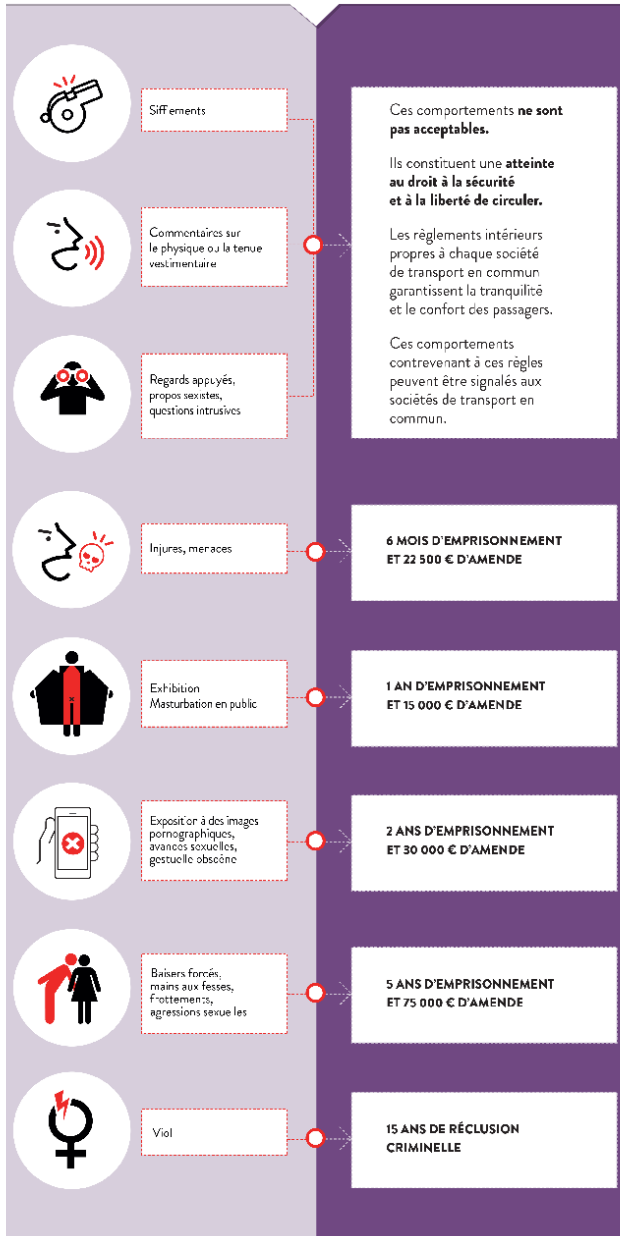 Sifflements
Commentaires sur
le physique ou la tenue
vestimentaire
Regards appuyés,
propos sexistes,
questions intrusives
Ces comportements ne sont
pas acceptables.
Ils constituent une atteinte
au droit à la sécurité
et à la liberté de circuler.
Les règlements intérieurs
propres à chaque société
de transport en commun
garantissent la tranquilité
et le confort des passagers.
Ces comportements
contrevenant à ces règles
peuvent être signalés aux
sociétés de transport en
commun.
Injures, menaces
6 MOIS D'EMPRISONNEMENT
ET 22 500 € D'AMENDE
Exhibition
Masturbation en public
1 AN D'EMPRISONNEMENT
ET 15 000 € D'AMENDE
Exposition à des images
pornographiques,
avances sexuelles,
gestuelle obscène
2 ANS D'EMPRISONNEMENT
ET 30 000 € D'AMENDE
Baisers forcés,
mains aux fesses,
frottements,
agressions sexuelles
5 ANS D'EMPRISONNEMENT
ET 75 000 € D'AMENDE
Viol
15 ANS DE RÉCLUSION
CRIMINELLE